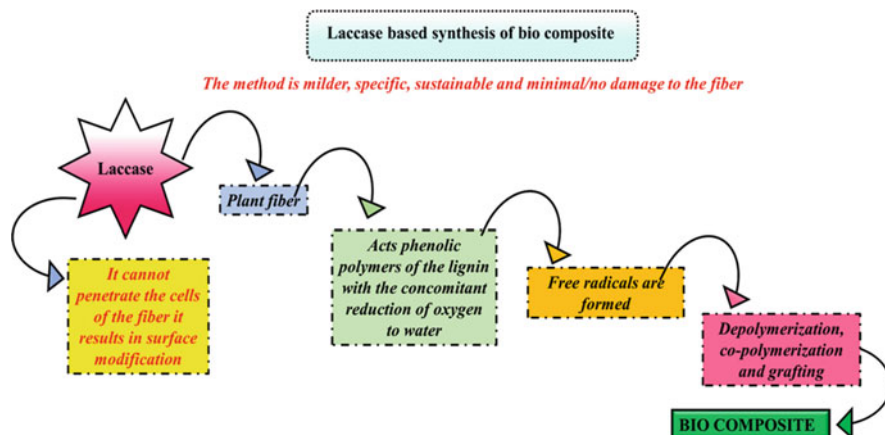 Laccase based synthesis of bio composite
The method is milder, specific, sustainable and minimal/no damage to the fiber
Laccase
Plant fiber
It cannot
penetrate the cells
of the fiber it
results in surface
modification
Acts phenolic
polymers of the lignin
with the concomitant
reduction of oxygen
to water
Free radicals are
formed
Depolymerization,
co-polymerization
and grafting
BIO COMPOSITE